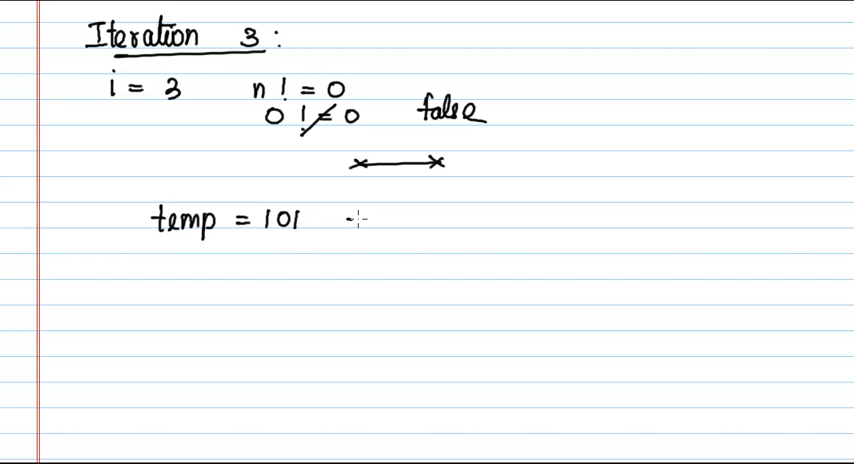 Iteration 3 :
i = 3 n ! = 0
0 ! = 0 false
temp = 101